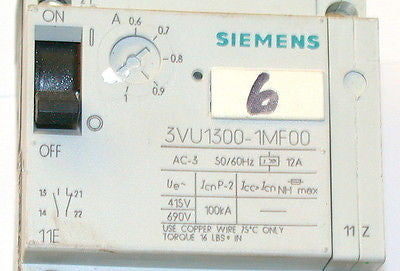 ON
A
0.6
0.7
0.8
0.9
1
SIEMENS
6
3VU1300-1MF00
OFF
AC-3 50/60Hz 12A
Ue~ IcnP-2 Icc>Icn NH max
415V
690V
100kA
13 21
14 22
11E
USE COPPER WIRE 75°C ONLY
TORQUE 16 LBS•IN
11 Z